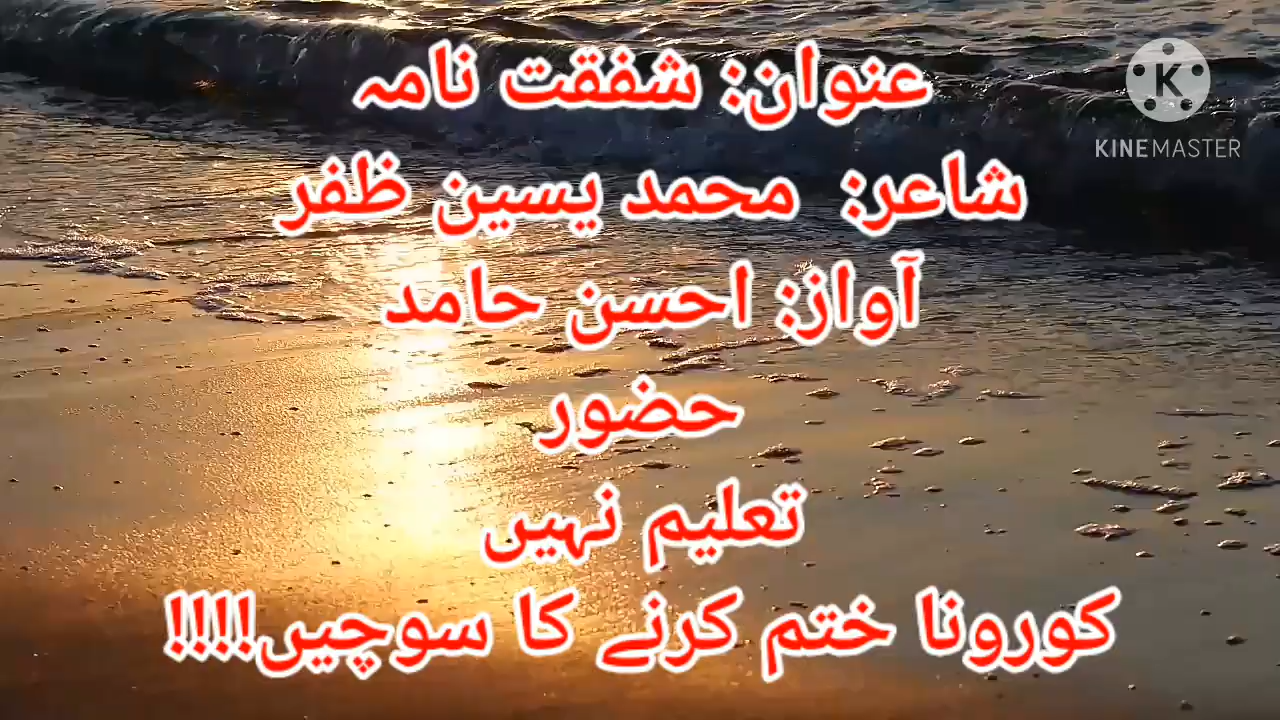 عنوان: شفقت نامہ
شاعر: محمد یسین ظفر
آواز: احسن حامد
حضور
تعلیم نہیں
کورونا ختم کرنے کا سوچیں!!!!
K
KINEMASTER